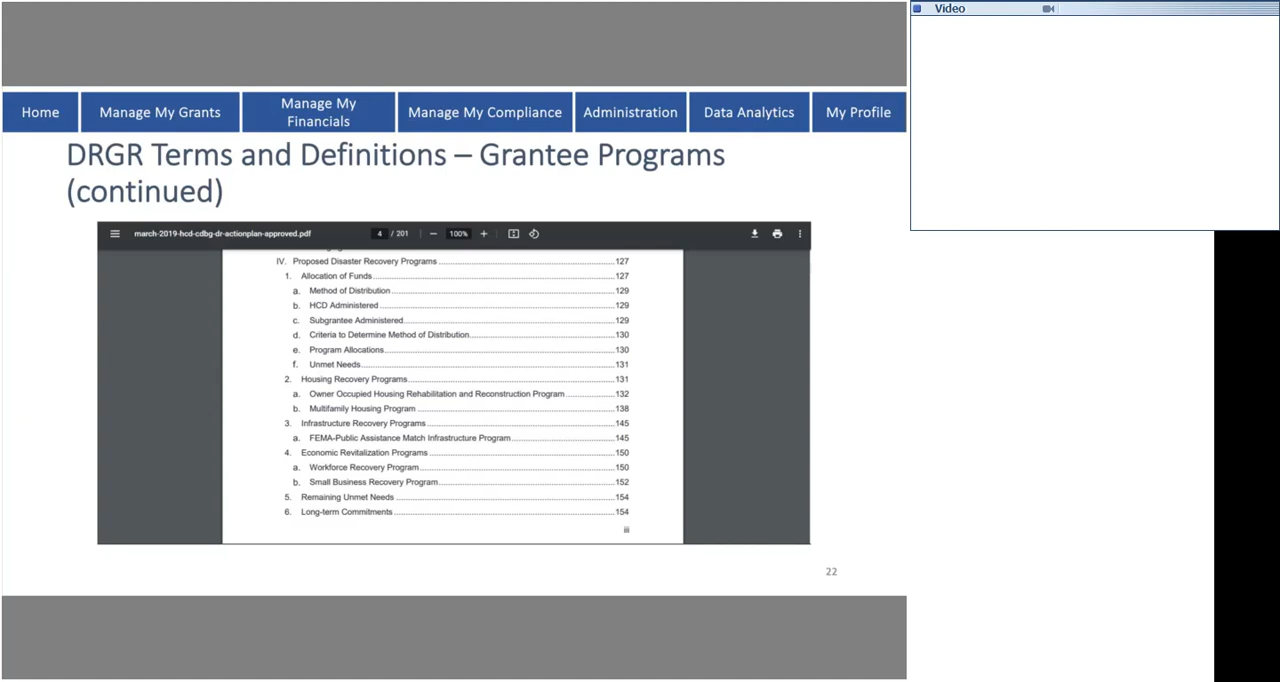 Video
Home
Manage My Grants
Manage My
Financials
Manage My Compliance
Administration
Data Analytics
My Profile
DRGR Terms and Definitions – Grantee Programs
(continued)
march-2019-hcd-cdbg-dr-actionplan-approved.pdf 4 / 201 100%
IV. Proposed Disaster Recovery Programs 127
1. Allocation of Funds 127
a. Method of Distribution 129
b. HCD Administered 129
c. Subgrantee Administered 129
d. Criteria to Determine Method of Distribution 130
e. Program Allocations 130
f. Unmet Needs 131
2. Housing Recovery Programs 131
a. Owner Occupied Housing Rehabilitation and Reconstruction Program 132
b. Multifamily Housing Program 138
3. Infrastructure Recovery Programs 145
a. FEMA-Public Assistance Match Infrastructure Program 145
4. Economic Revitalization Programs 150
a. Workforce Recovery Program 150
b. Small Business Recovery Program 152
5. Remaining Unmet Needs 154
6. Long-term Commitments 154
iii
22